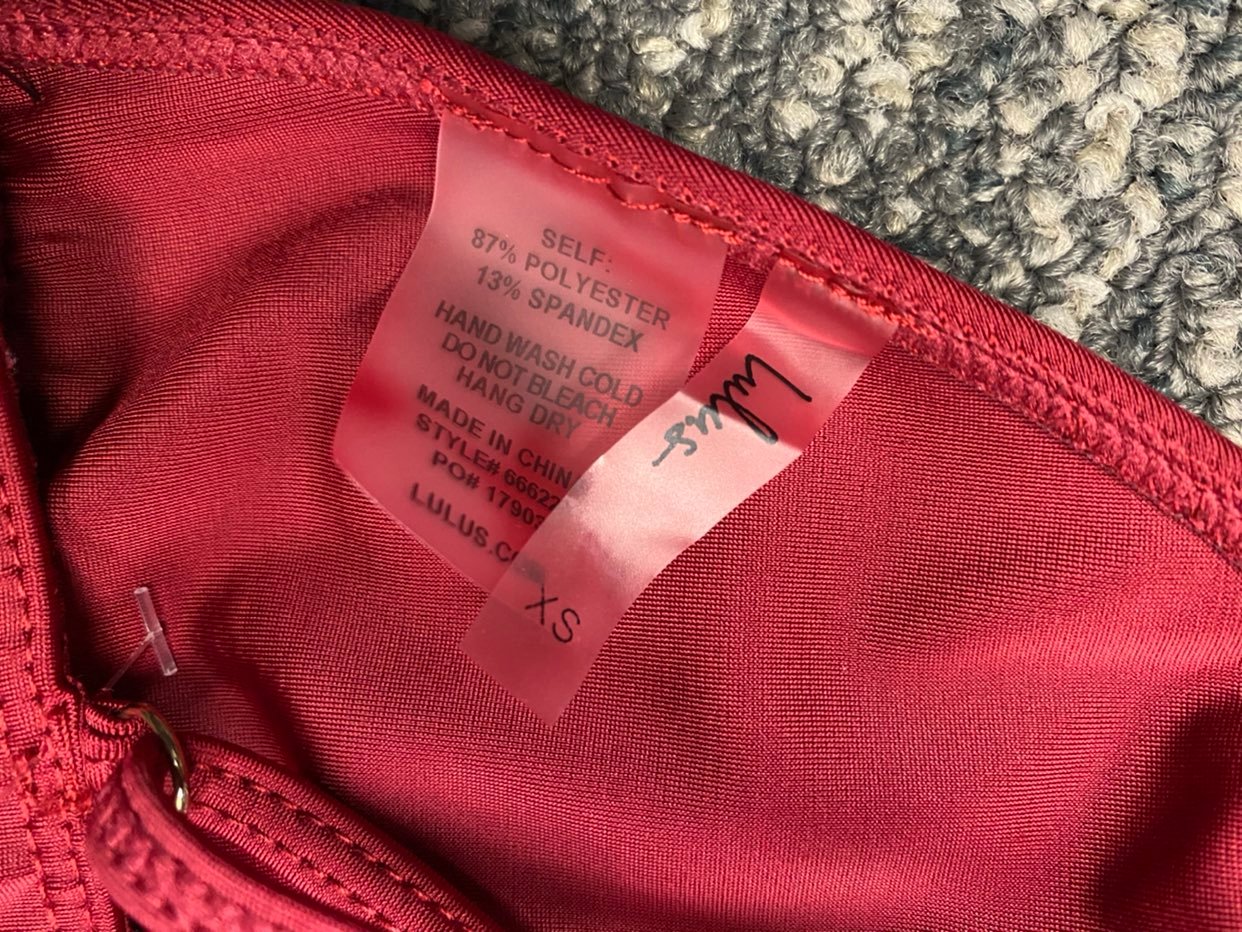 SELF:
87% POLYESTER
13% SPANDEX
HAND WASH COLD
DO NOT BLEACH
HANG DRY
MADE IN CHIN
STYLE# 66622
PO# 1790
LULUS.C
Lulus
XS